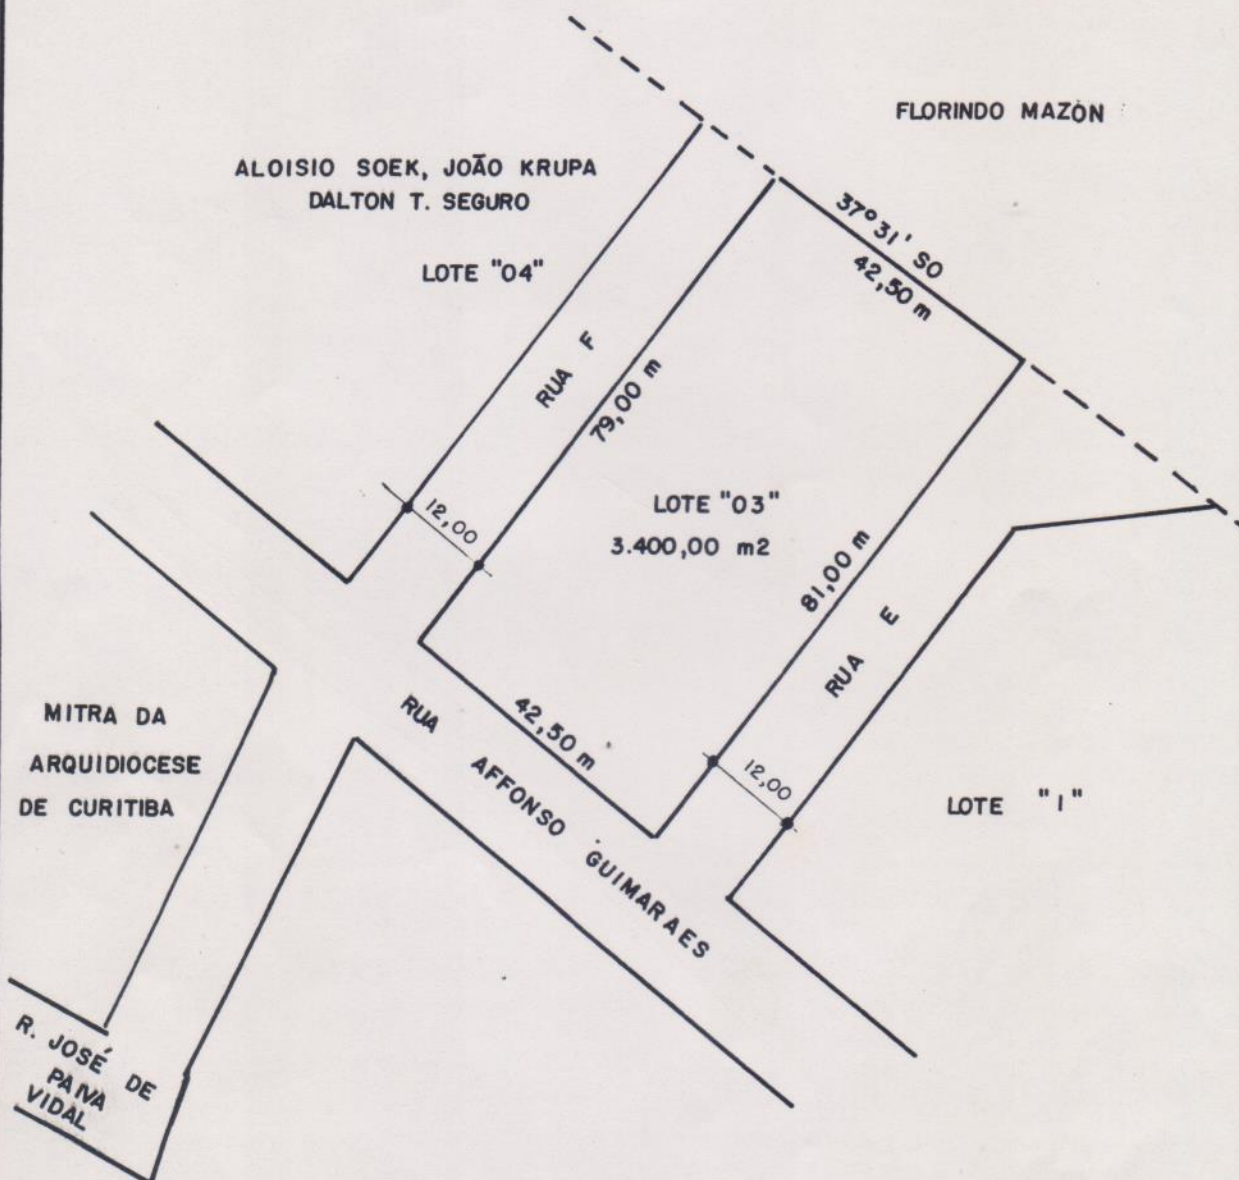 FLORINDO MAZÓN
ALOISIO SOEK, JOÃO KRUPA
DALTON T. SEGURO
LOTE "04"
37°31' SO
42,50 m
RUA F
79,00 m
12,00
LOTE "03"
3.400,00 m2
81,00 m
RUA E
12,00
42,50 m
RUA AFFONSO GUIMARAES
LOTE "1"
MITRA DA
ARQUIDIOCESE
DE CURITIBA
R. JOSÉ DE
PAIVA
VIDAL